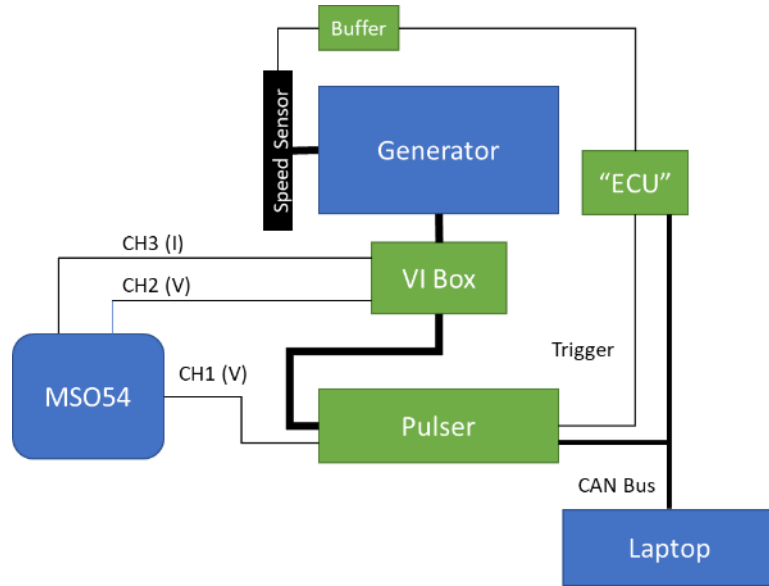 Buffer
Speed Sensor
Generator
“ECU”
CH3 (I)
VI Box
CH2 (V)
Trigger
CH1 (V)
MSO54
Pulser
CAN Bus
Laptop